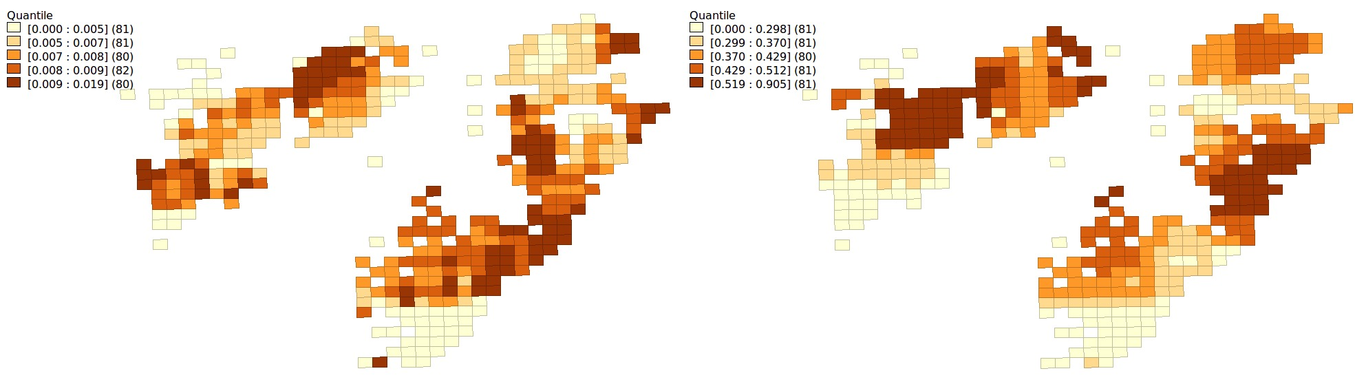 Quantile
[0.000 : 0.005] (81)
[0.005 : 0.007] (81)
[0.007 : 0.008] (80)
[0.008 : 0.009] (82)
[0.009 : 0.019] (80)
Quantile
[0.000 : 0.298] (81)
[0.299 : 0.370] (81)
[0.370 : 0.429] (80)
[0.429 : 0.512] (81)
[0.519 : 0.905] (81)